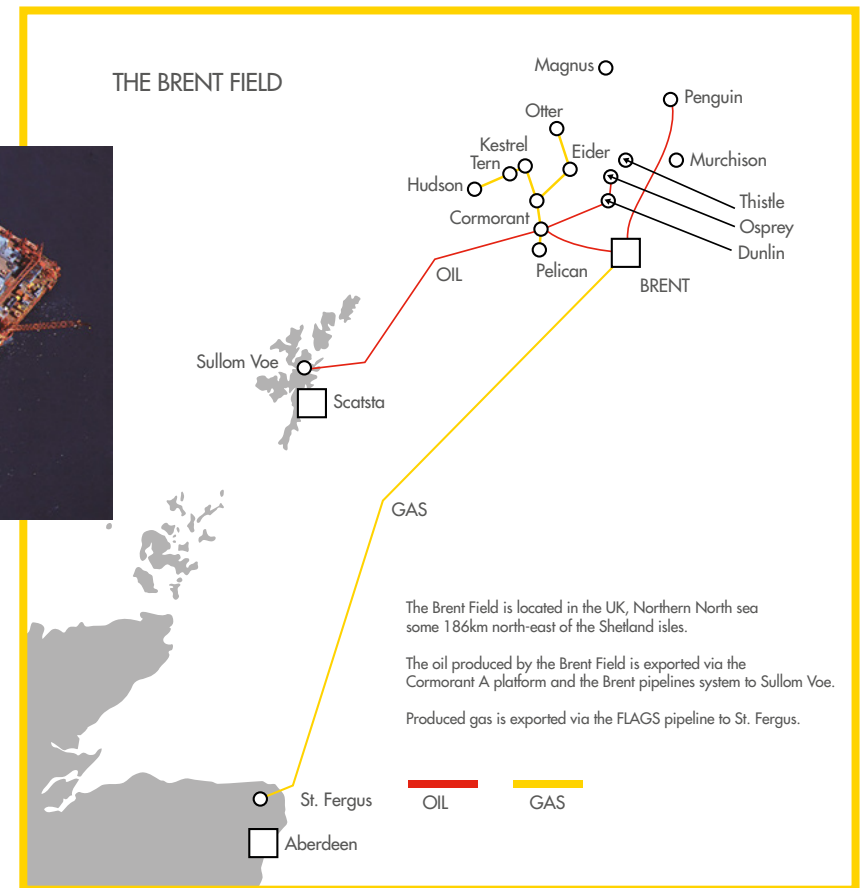 THE BRENT FIELD
Magnus
Penguin
Otter
Kestrel
Eider
Tern
Murchison
Hudson
Thistle
Cormorant
Osprey
Dunlin
Pelican
OIL
BRENT
Sullom Voe
Scatsta
GAS
The Brent Field is located in the UK, Northern North sea
some 186km north-east of the Shetland isles.
The oil produced by the Brent Field is exported via the
Cormorant A platform and the Brent pipelines system to Sullom Voe.
Produced gas is exported via the FLAGS pipeline to St. Fergus.
St. Fergus
OIL
GAS
Aberdeen